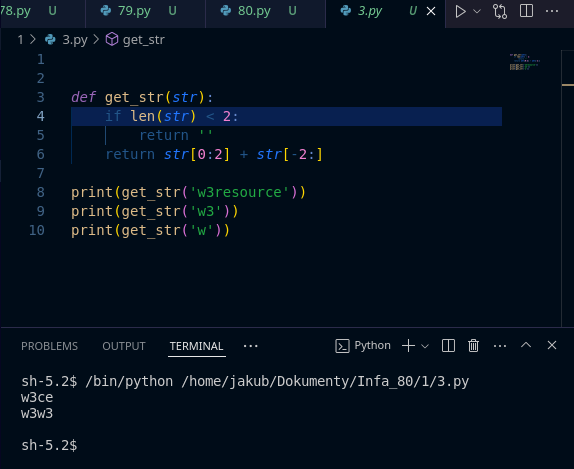 78.py U 79.py U 80.py U 3.py U
1 > 3.py > get_str
1
2
3 def get_str(str):
4 if len(str) < 2:
5 return ''
6 return str[0:2] + str[-2:]
7
8 print(get_str('w3resource'))
9 print(get_str('w3'))
10 print(get_str('w'))
PROBLEMS OUTPUT TERMINAL ... Python
sh-5.2$ /bin/python /home/jakub/Dokumenty/Infa_80/1/3.py
w3ce
w3w3
sh-5.2$